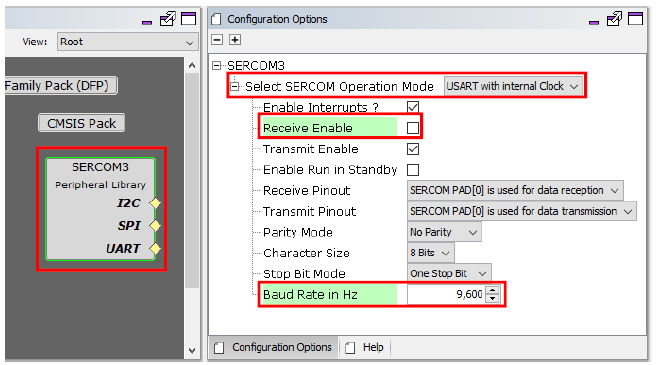 View: Root
Family Pack (DFP)
CMSIS Pack
SERCOM3
Peripheral Library
I2C
SPI
UART
Configuration Options
SERCOM3
Select SERCOM Operation Mode USART with internal Clock
Enable Interrupts ?
Receive Enable
Transmit Enable
Enable Run in Standby
Receive Pinout SERCOM PAD[0] is used for data reception
Transmit Pinout SERCOM PAD[0] is used for data transmission
Parity Mode No Parity
Character Size 8 Bits
Stop Bit Mode One Stop Bit
Baud Rate in Hz 9,600
Configuration Options Help